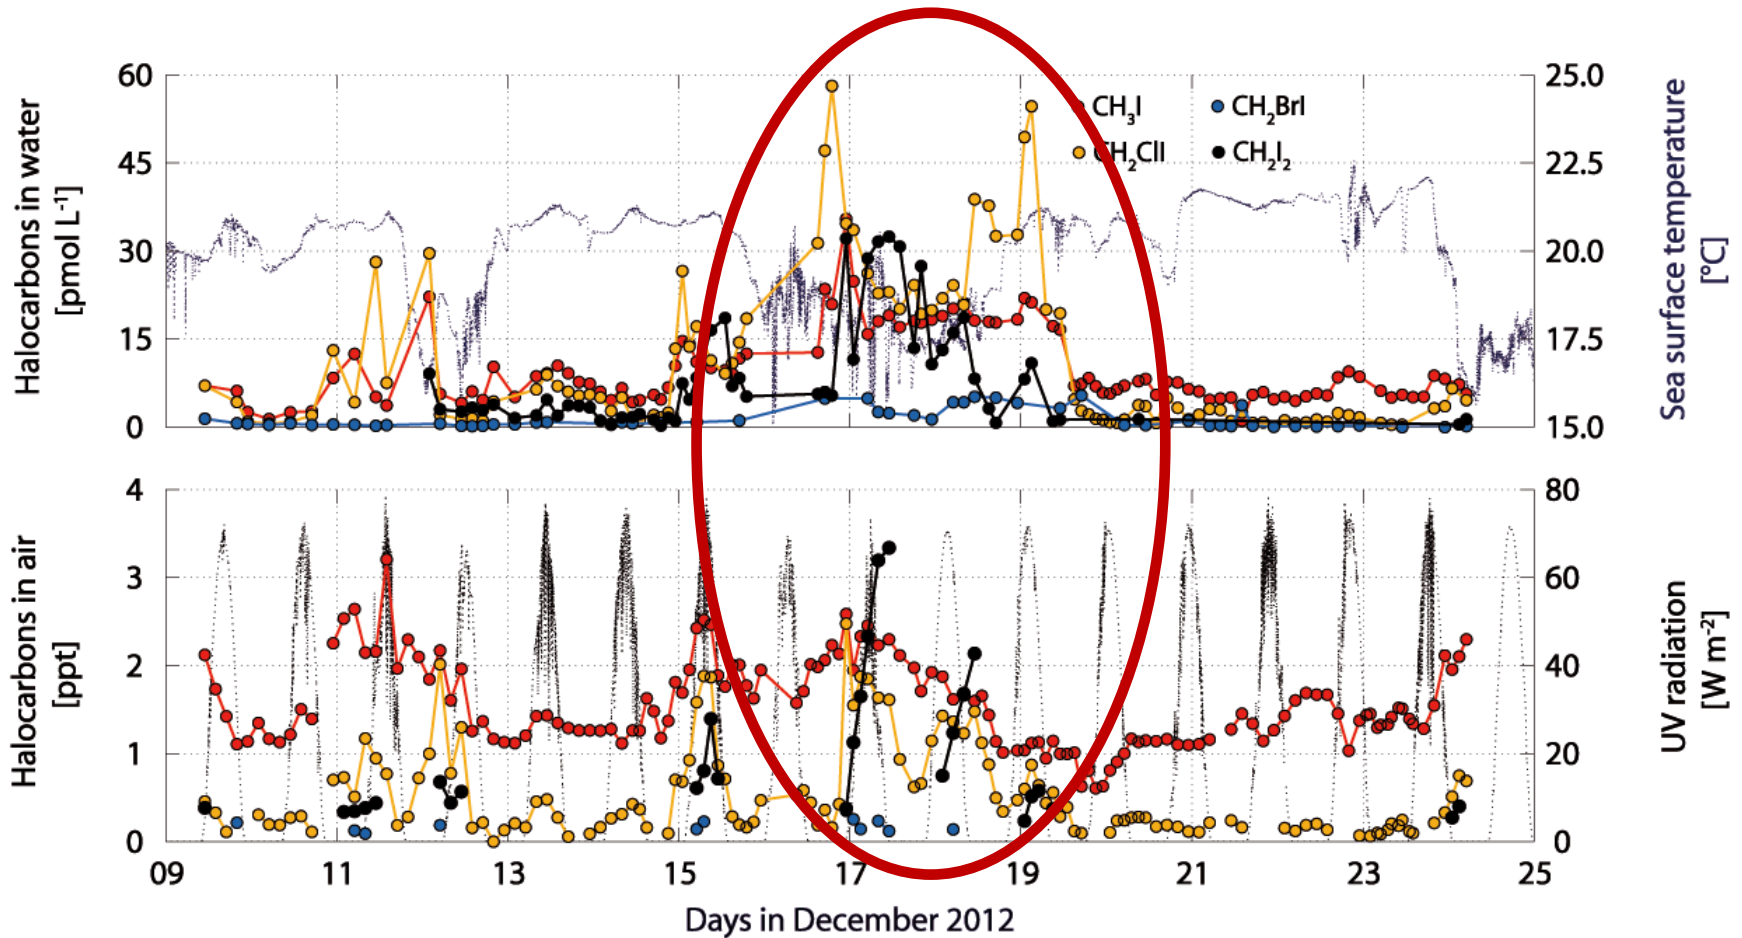 Halocarbons in water
[pmol L⁻¹]
60
45
30
15
0
CH₃I
CH₂BrI
CH₂ClI
CH₂I₂
25.0
22.5
20.0
17.5
15.0
Sea surface temperature
[°C]
Halocarbons in air
[ppt]
4
3
2
1
0
80
60
40
20
0
UV radiation
[W m⁻²]
09 11 13 15 17 19 21 23 25
Days in December 2012